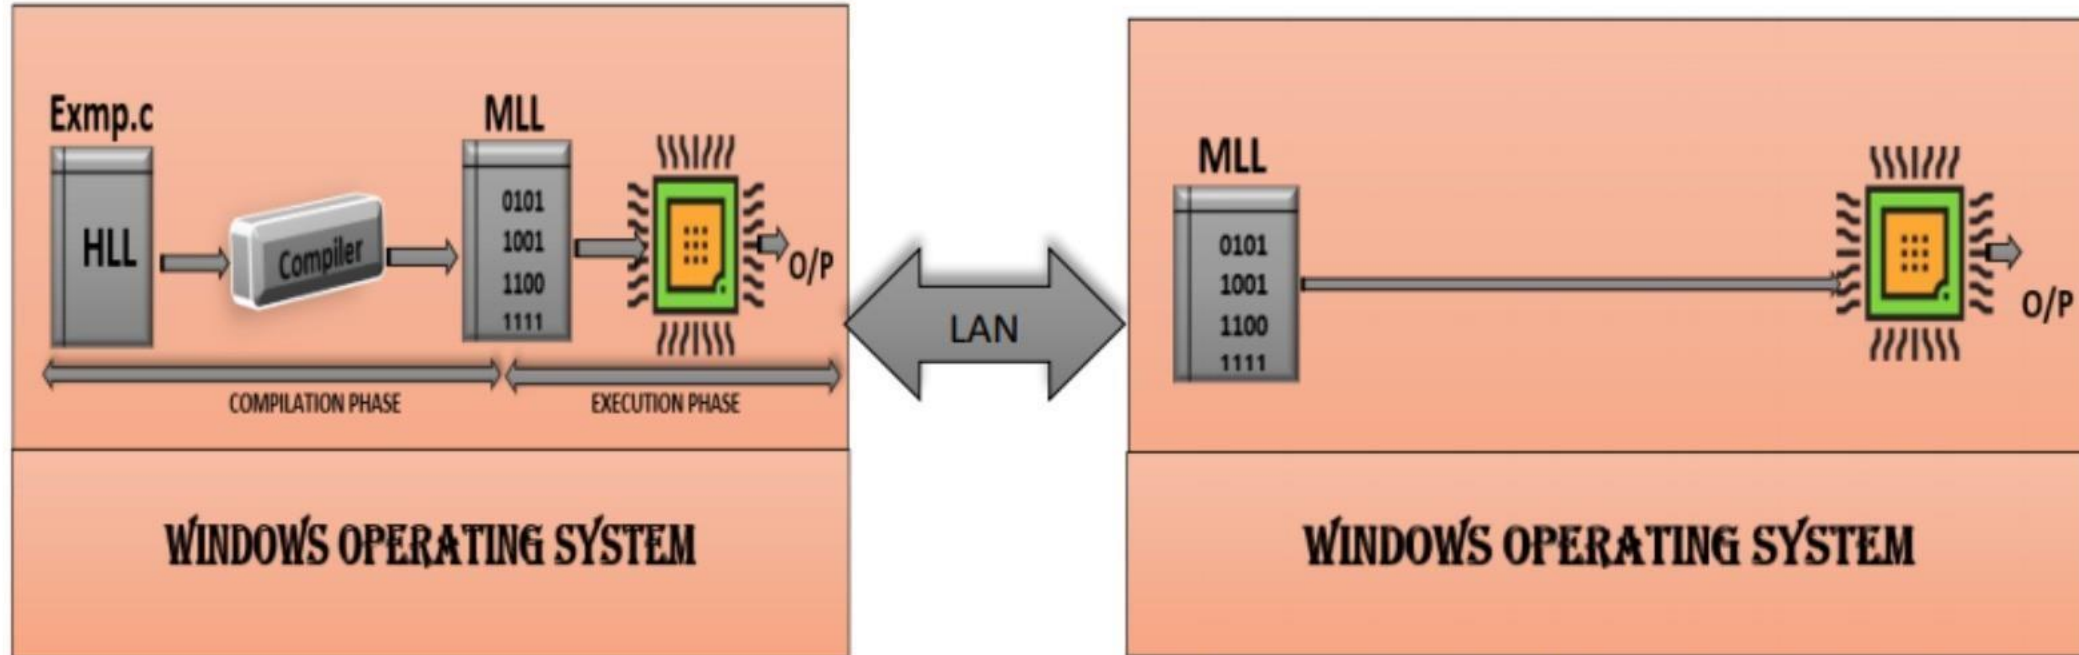 Exmp.c
HLL
Compiler
MLL
0101
1001
1100
1111
O/P
COMPILATION PHASE
EXECUTION PHASE
WINDOWS OPERATING SYSTEM
LAN
MLL
0101
1001
1100
1111
O/P
WINDOWS OPERATING SYSTEM